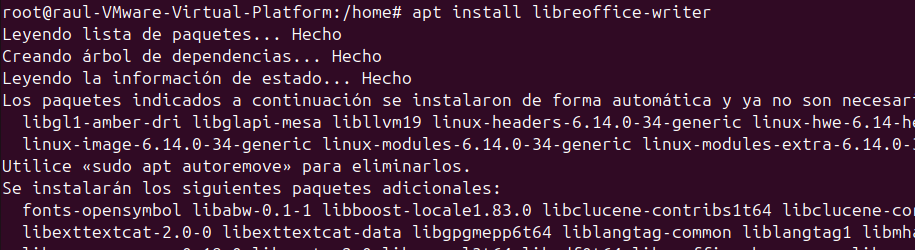 root@raul-VMware-Virtual-Platform:/home# apt install libreoffice-writer
Leyendo lista de paquetes... Hecho
Creando árbol de dependencias... Hecho
Leyendo la información de estado... Hecho
Los paquetes indicados a continuación se instalaron de forma automática y ya no son necesari
libgl1-amber-dri libglapi-mesa libllvm19 linux-headers-6.14.0-34-generic linux-hwe-6.14-he
linux-image-6.14.0-34-generic linux-modules-6.14.0-34-generic linux-modules-extra-6.14.0-3
Utilice «sudo apt autoremove» para eliminarlos.
Se instalarán los siguientes paquetes adicionales:
fonts-opensymbol libabw-0.1-1 libboost-locale1.83.0 libclucene-contribs1t64 libclucene-cor
libexttextcat-2.0-0 libexttextcat-data libgpgmepp6t64 liblangtag-common liblangtag1 libmha